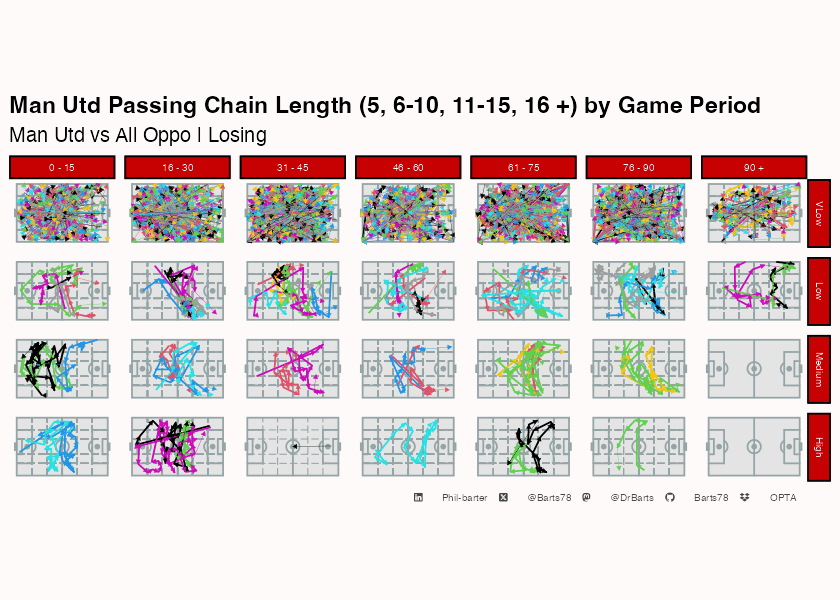 Man Utd Passing Chain Length (5, 6-10, 11-15, 16 +) by Game Period
Man Utd vs All Oppo I Losing
0 - 15 16 - 30 31 - 45 46 - 60 61 - 75 76 - 90 90 +
V Low
Low
Medium
High
Phil-barter @Barts78 @DrBarts Barts78 OPTA